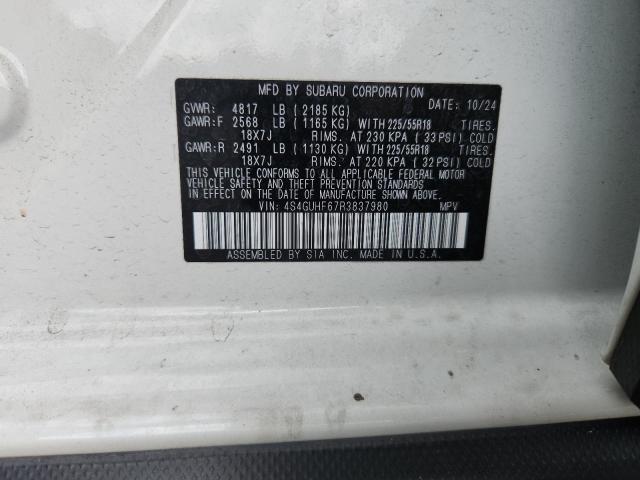 MFD BY SUBARU CORPORATION
GVWR: 4817 LB ( 2185 KG) DATE: 10/24
GAWR:F 2568 LB ( 1165 KG) WITH 225/55R18 TIRES.
18X7J RIMS. AT 230 KPA ( 33 PSI) COLD
GAWR:R 2491 LB ( 1130 KG) WITH 225/55R18 TIRES.
18X7J RIMS. AT 220 KPA ( 32 PSI) COLD
THIS VEHICLE CONFORMS TO ALL APPLICABLE FEDERAL MOTOR
VEHICLE SAFETY AND THEFT PREVENTION STANDARDS
IN EFFECT ON THE DATE OF MANUFACTURE SHOWN ABOVE.
VIN: 4S4GUHF67R3837980 MPV
ASSEMBLED BY SIA INC. MADE IN U.S.A.